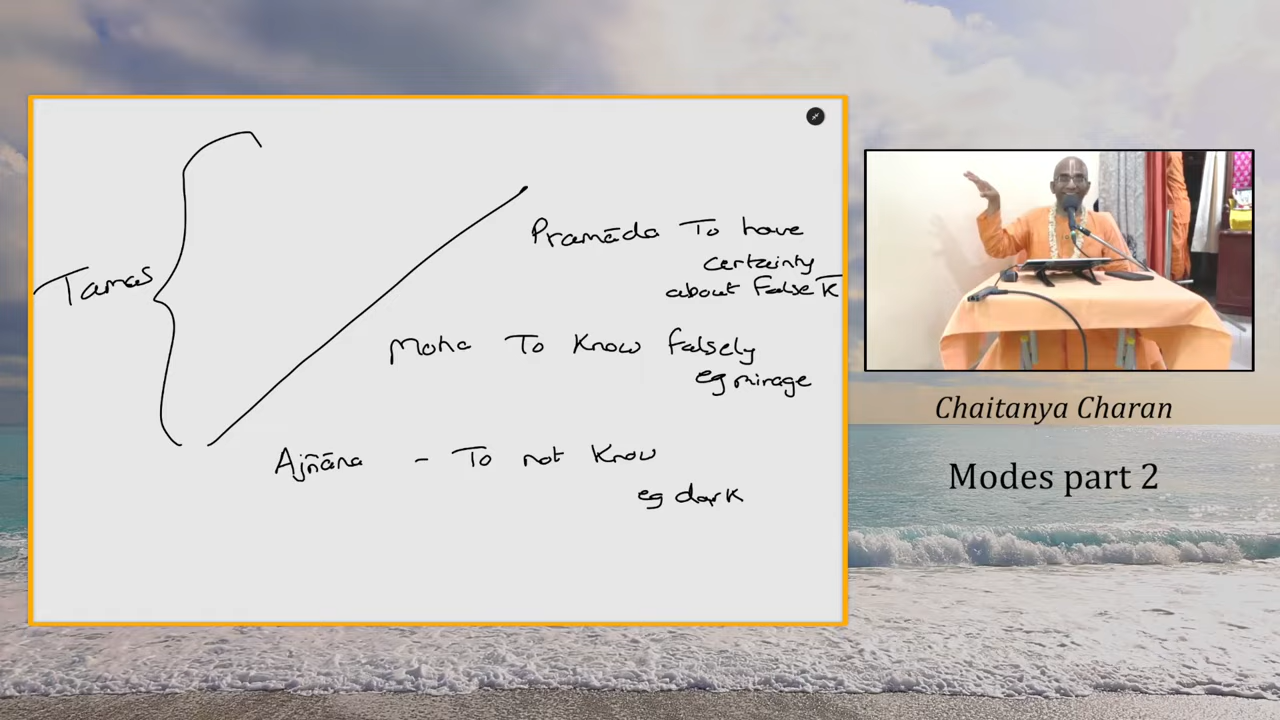 Tamas
Pramāda To have
certainty
about False K
Moha To Know falsely
eg mirage
Ajñāna - To not Know
eg dark
Chaitanya Charan
Modes part 2